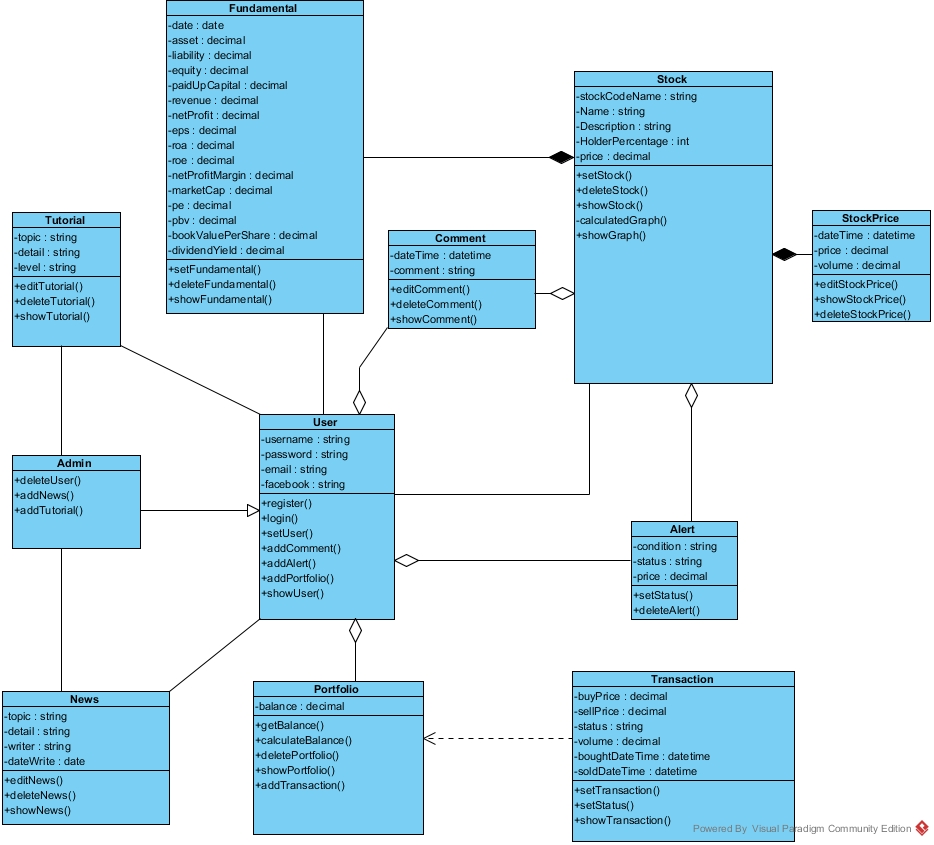 Fundamental
-date : date
-asset : decimal
-liability : decimal
-equity : decimal
-paidUpCapital : decimal
-revenue : decimal
-netProfit : decimal
-eps : decimal
-roa : decimal
-roe : decimal
-netProfitMargin : decimal
-marketCap : decimal
-pe : decimal
-pbv : decimal
-bookValuePerShare : decimal
-dividendYield : decimal
+setFundamental()
+deleteFundamental()
+showFundamental()
Stock
-stockCodeName : string
-Name : string
-Description : string
-HolderPercentage : int
-price : decimal
+setStock()
+deleteStock()
+showStock()
-calculatedGraph()
+showGraph()
StockPrice
-dateTime : datetime
-price : decimal
-volume : decimal
+editStockPrice()
+showStockPrice()
+deleteStockPrice()
Tutorial
-topic : string
-detail : string
-level : string
+editTutorial()
+deleteTutorial()
+showTutorial()
Comment
-dateTime : datetime
-comment : string
+editComment()
+deleteComment()
+showComment()
User
-username : string
-password : string
-email : string
-facebook : string
+register()
+login()
+setUser()
+addComment()
+addAlert()
+addPortfolio()
+showUser()
Admin
+deleteUser()
+addNews()
+addTutorial()
Alert
-condition : string
-status : string
-price : decimal
+setStatus()
+deleteAlert()
News
-topic : string
-detail : string
-writer : string
-dateWrite : date
+editNews()
+deleteNews()
+showNews()
Portfolio
-balance : decimal
+getBalance()
+calculateBalance()
+deletePortfolio()
+showPortfolio()
+addTransaction()
Transaction
-buyPrice : decimal
-sellPrice : decimal
-status : string
-volume : decimal
-boughtDateTime : datetime
-soldDateTime : datetime
+setTransaction()
+setStatus()
+showTransaction()
Powered By Visual Paradigm Community Edition